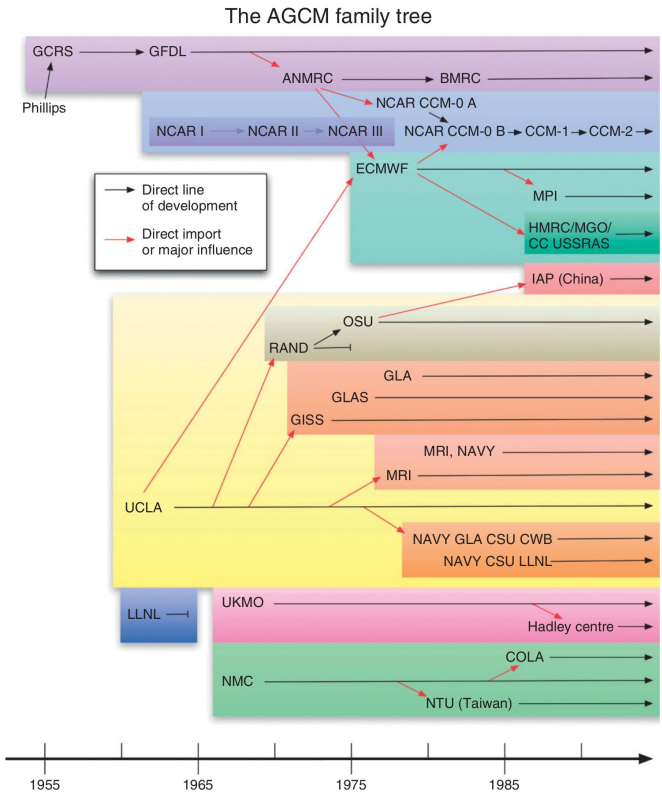 The AGCM family tree
GCRS
GFDL
ANMRC
BMRC
Phillips
NCAR CCM-0 A
NCAR I
NCAR II
NCAR III
NCAR CCM-0 B
CCM-1
CCM-2
ECMWF
MPI
Direct line
of development
Direct import
or major influence
HMRC/MGO/
CC USSRAS
IAP (China)
OSU
RAND
GLA
GLAS
GISS
MRI, NAVY
MRI
UCLA
NAVY GLA CSU CWB
NAVY CSU LLNL
UKMO
LLNL
Hadley centre
COLA
NMC
NTU (Taiwan)
1955
1965
1975
1985